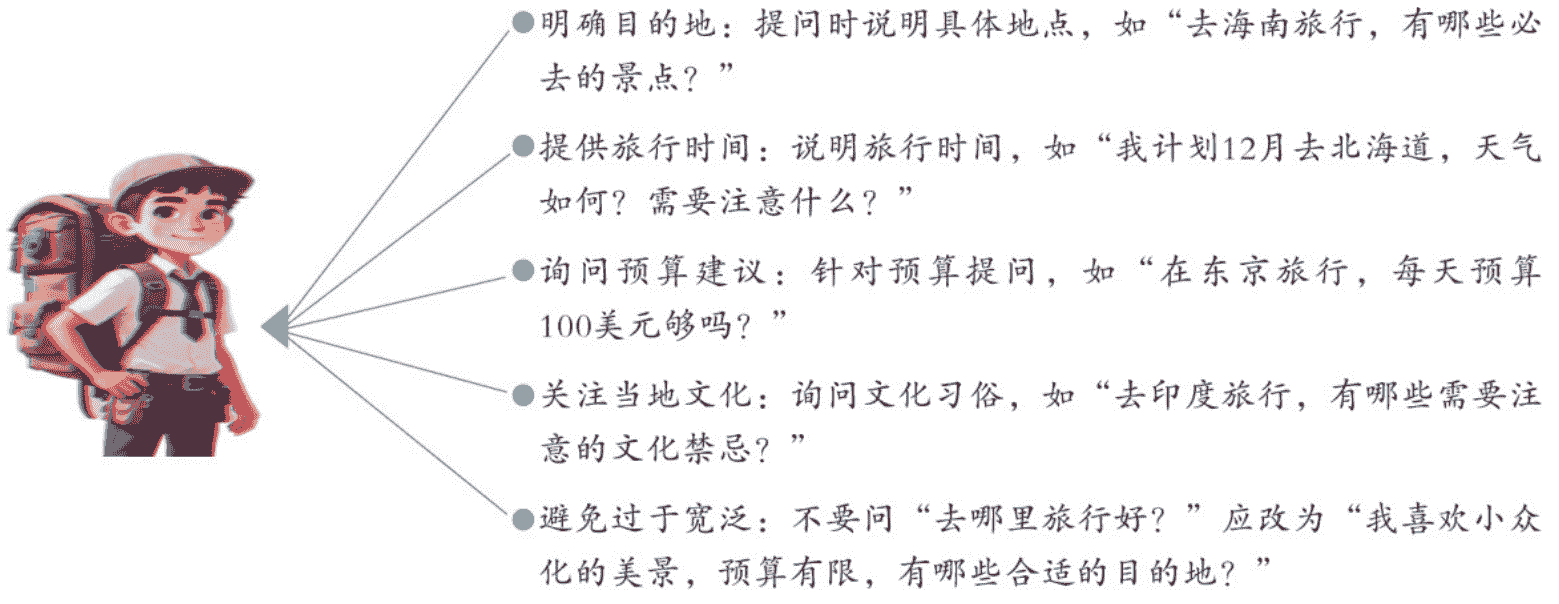 明确目的地：提问时说明具体地点，如“去海南旅行，有哪些必
去的景点？”
提供旅行时间：说明旅行时间，如“我计划12月去北海道，天气
如何？需要注意什么？”
询问预算建议：针对预算提问，如“在东京旅行，每天预算
100美元够吗？”
关注当地文化：询问文化习俗，如“去印度旅行，有哪些需要注
意的文化禁忌？”
避免过于宽泛：不要问“去哪里旅行好？”应改为“我喜欢小众
化的美景，预算有限，有哪些合适的目的地？”